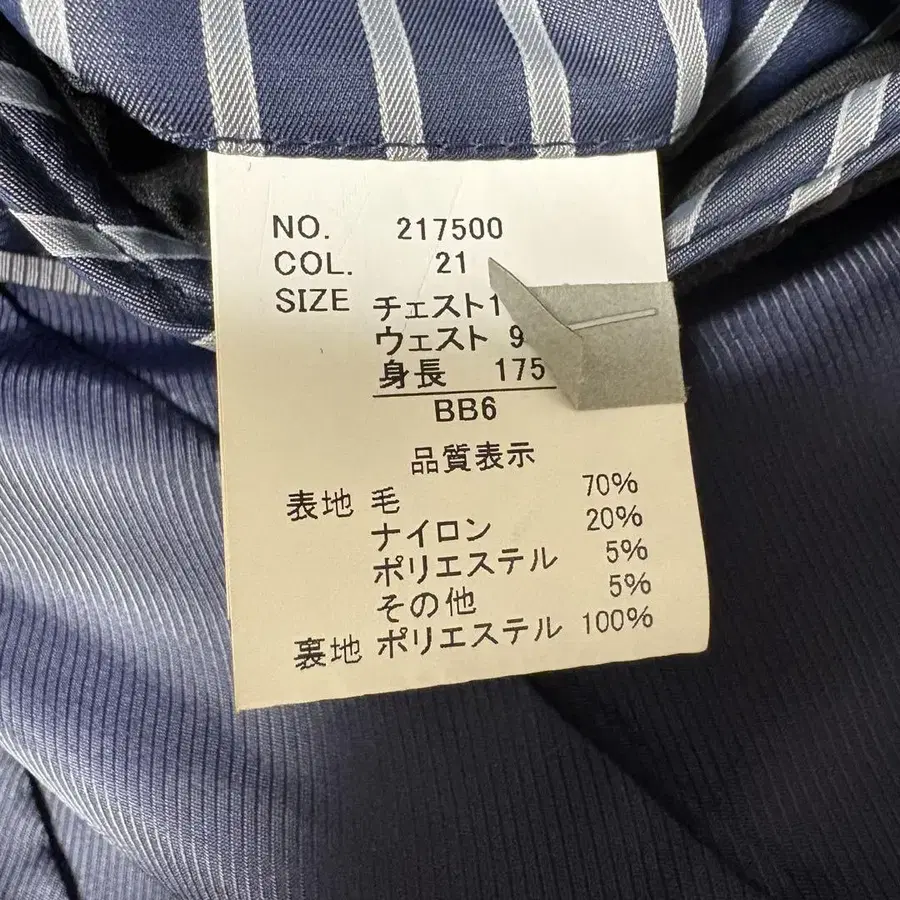 NO. 217500
COL. 21
SIZE チェスト1
ウェスト 9
身長 175
BB6
品質表示
表地 毛 70%
ナイロン 20%
ポリエステル 5%
その他 5%
裏地 ポリエステル 100%